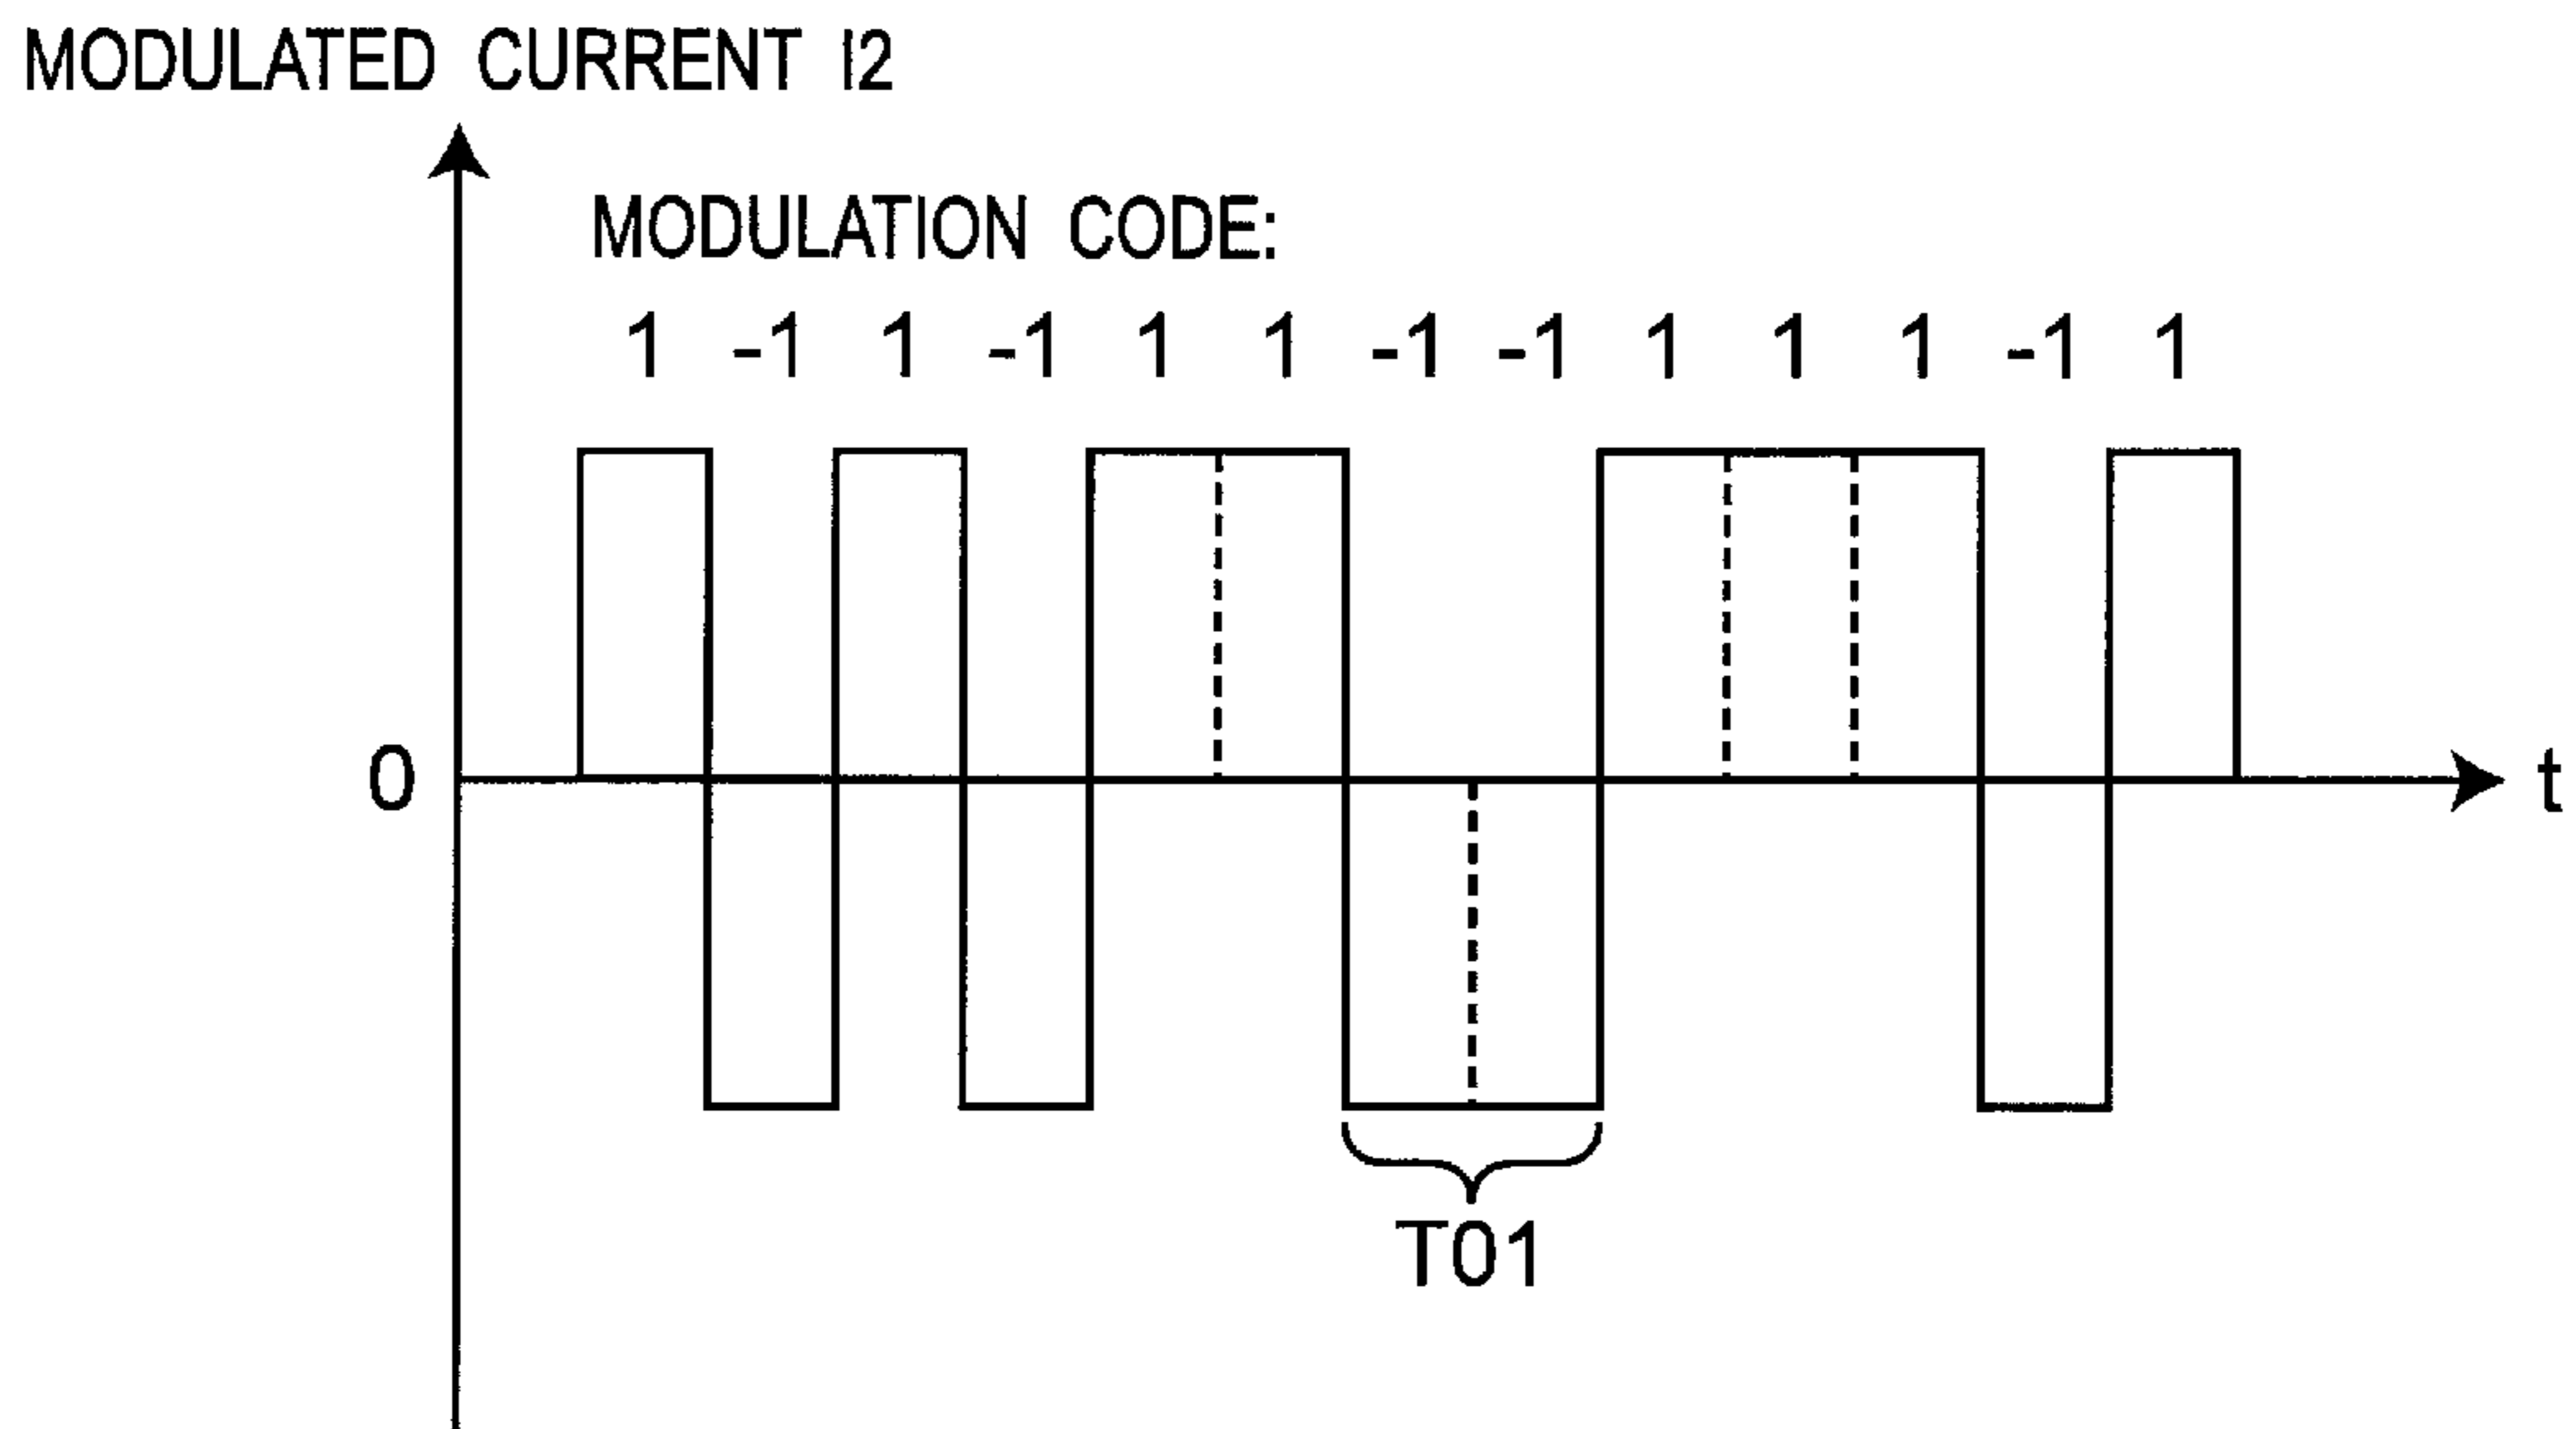 MODULATED CURRENT I2
MODULATION CODE:
1 -1 1 -1 1 1 -1 -1 1 1 1 -1 1
0
t
T01